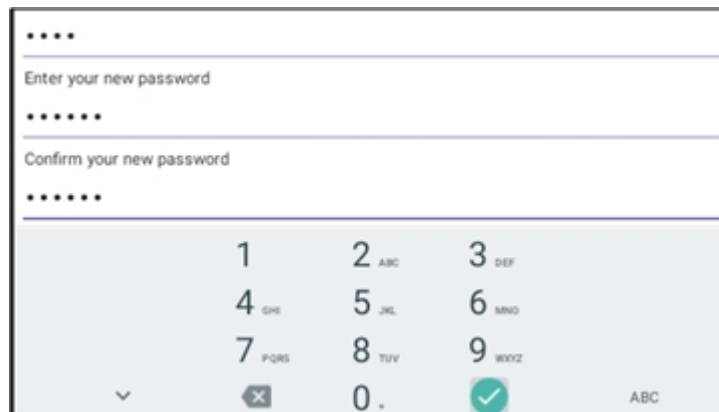 ••••
Enter your new password
••••••
Confirm your new password
••••••
1 2 ABC 3 DEF
4 GHI 5 JKL 6 MNO
7 PQRS 8 TUV 9 WXYZ
0 . ABC